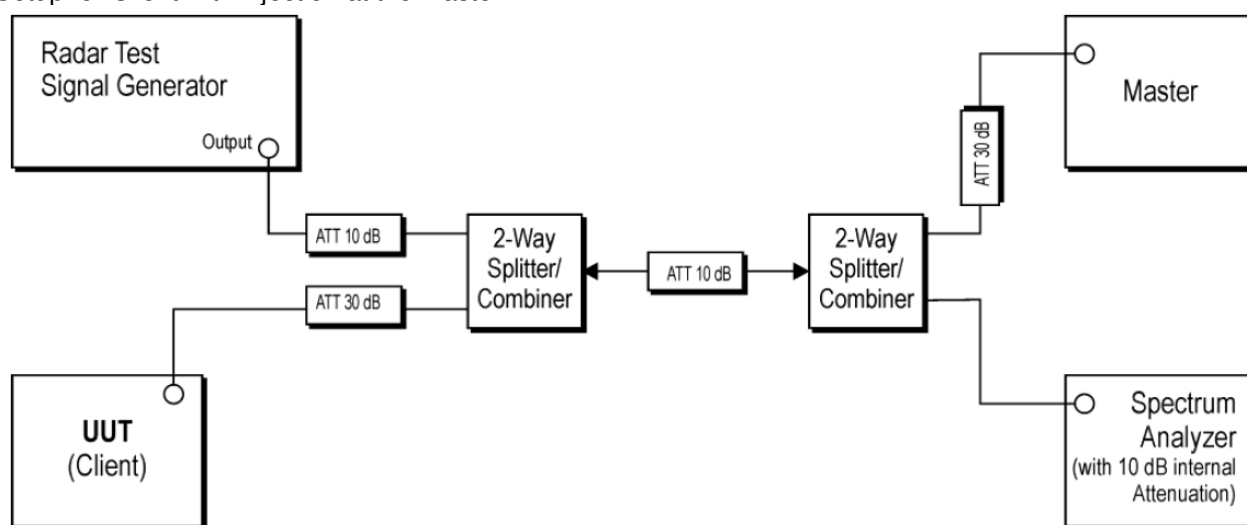 Radar Test
Signal Generator
Output
ATT 10 dB
2-Way
Splitter/
Combiner
ATT 30 dB
UUT
(Client)
ATT 10 dB
2-Way
Splitter/
Combiner
ATT 30 dB
Master
Spectrum
Analyzer
(with 10 dB internal
Attenuation)